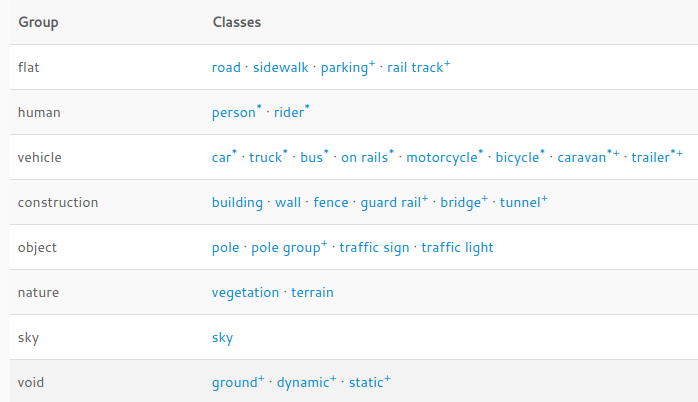 Group Classes
flat road · sidewalk · parking⁺ · rail track⁺
human person* · rider*
vehicle car* · truck* · bus* · on rails* · motorcycle* · bicycle* · caravan*⁺ · trailer*⁺
construction building · wall · fence · guard rail⁺ · bridge⁺ · tunnel⁺
object pole · pole group⁺ · traffic sign · traffic light
nature vegetation · terrain
sky sky
void ground⁺ · dynamic⁺ · static⁺